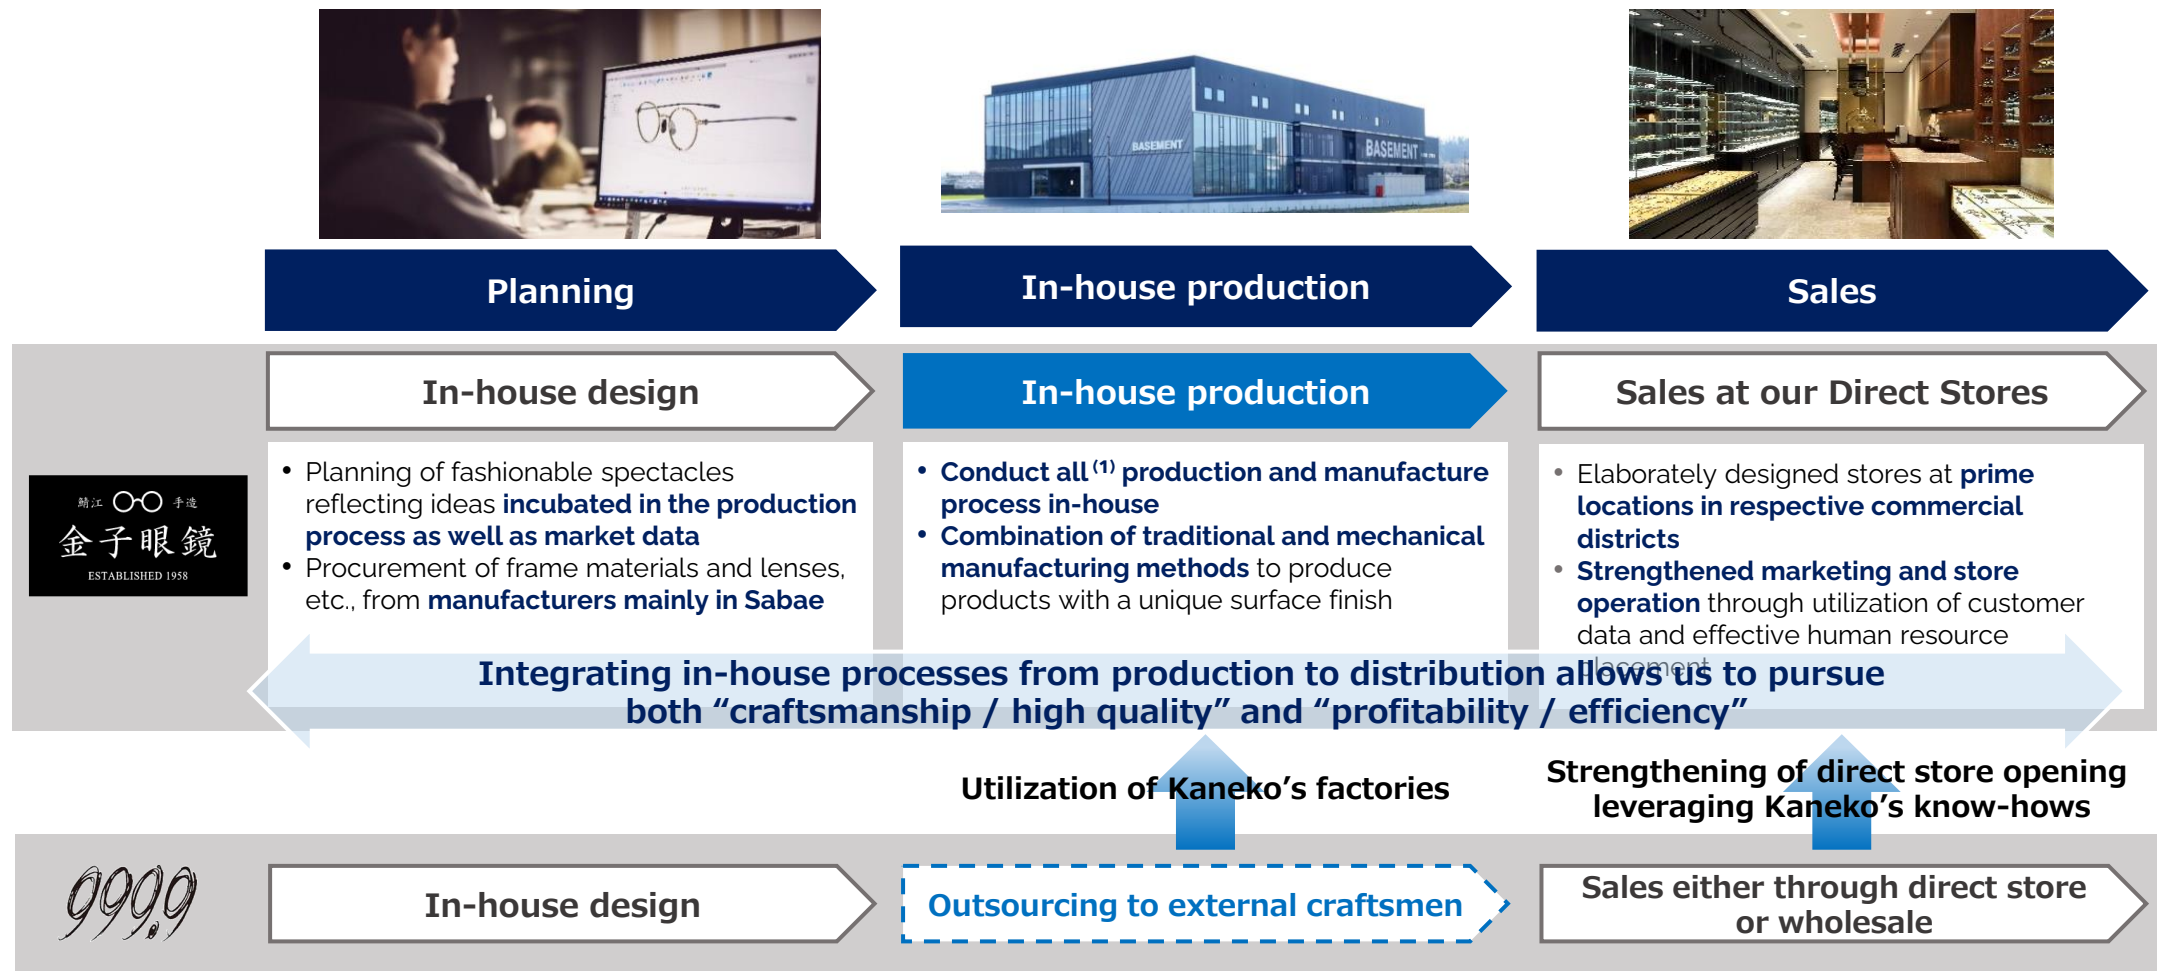 BASEMENT
BASEMENT
Planning
In-house production
Sales
In-house design
In-house production
Sales at our Direct Stores
鯖江 手造
金子眼鏡
ESTABLISHED 1958
• Planning of fashionable spectacles
reflecting ideas incubated in the production
process as well as market data
• Procurement of frame materials and lenses,
etc., from manufacturers mainly in Sabae
• Conduct all (1) production and manufacture
process in-house
• Combination of traditional and mechanical
manufacturing methods to produce
products with a unique surface finish
• Elaborately designed stores at prime
locations in respective commercial
districts
• Strengthened marketing and store
operation through utilization of customer
data and effective human resource
placement
Integrating in-house processes from production to distribution allows us to pursue
both “craftsmanship / high quality” and “profitability / efficiency”
Utilization of Kaneko’s factories
Strengthening of direct store opening
leveraging Kaneko’s know-hows
999.9
In-house design
Outsourcing to external craftsmen
Sales either through direct store
or wholesale